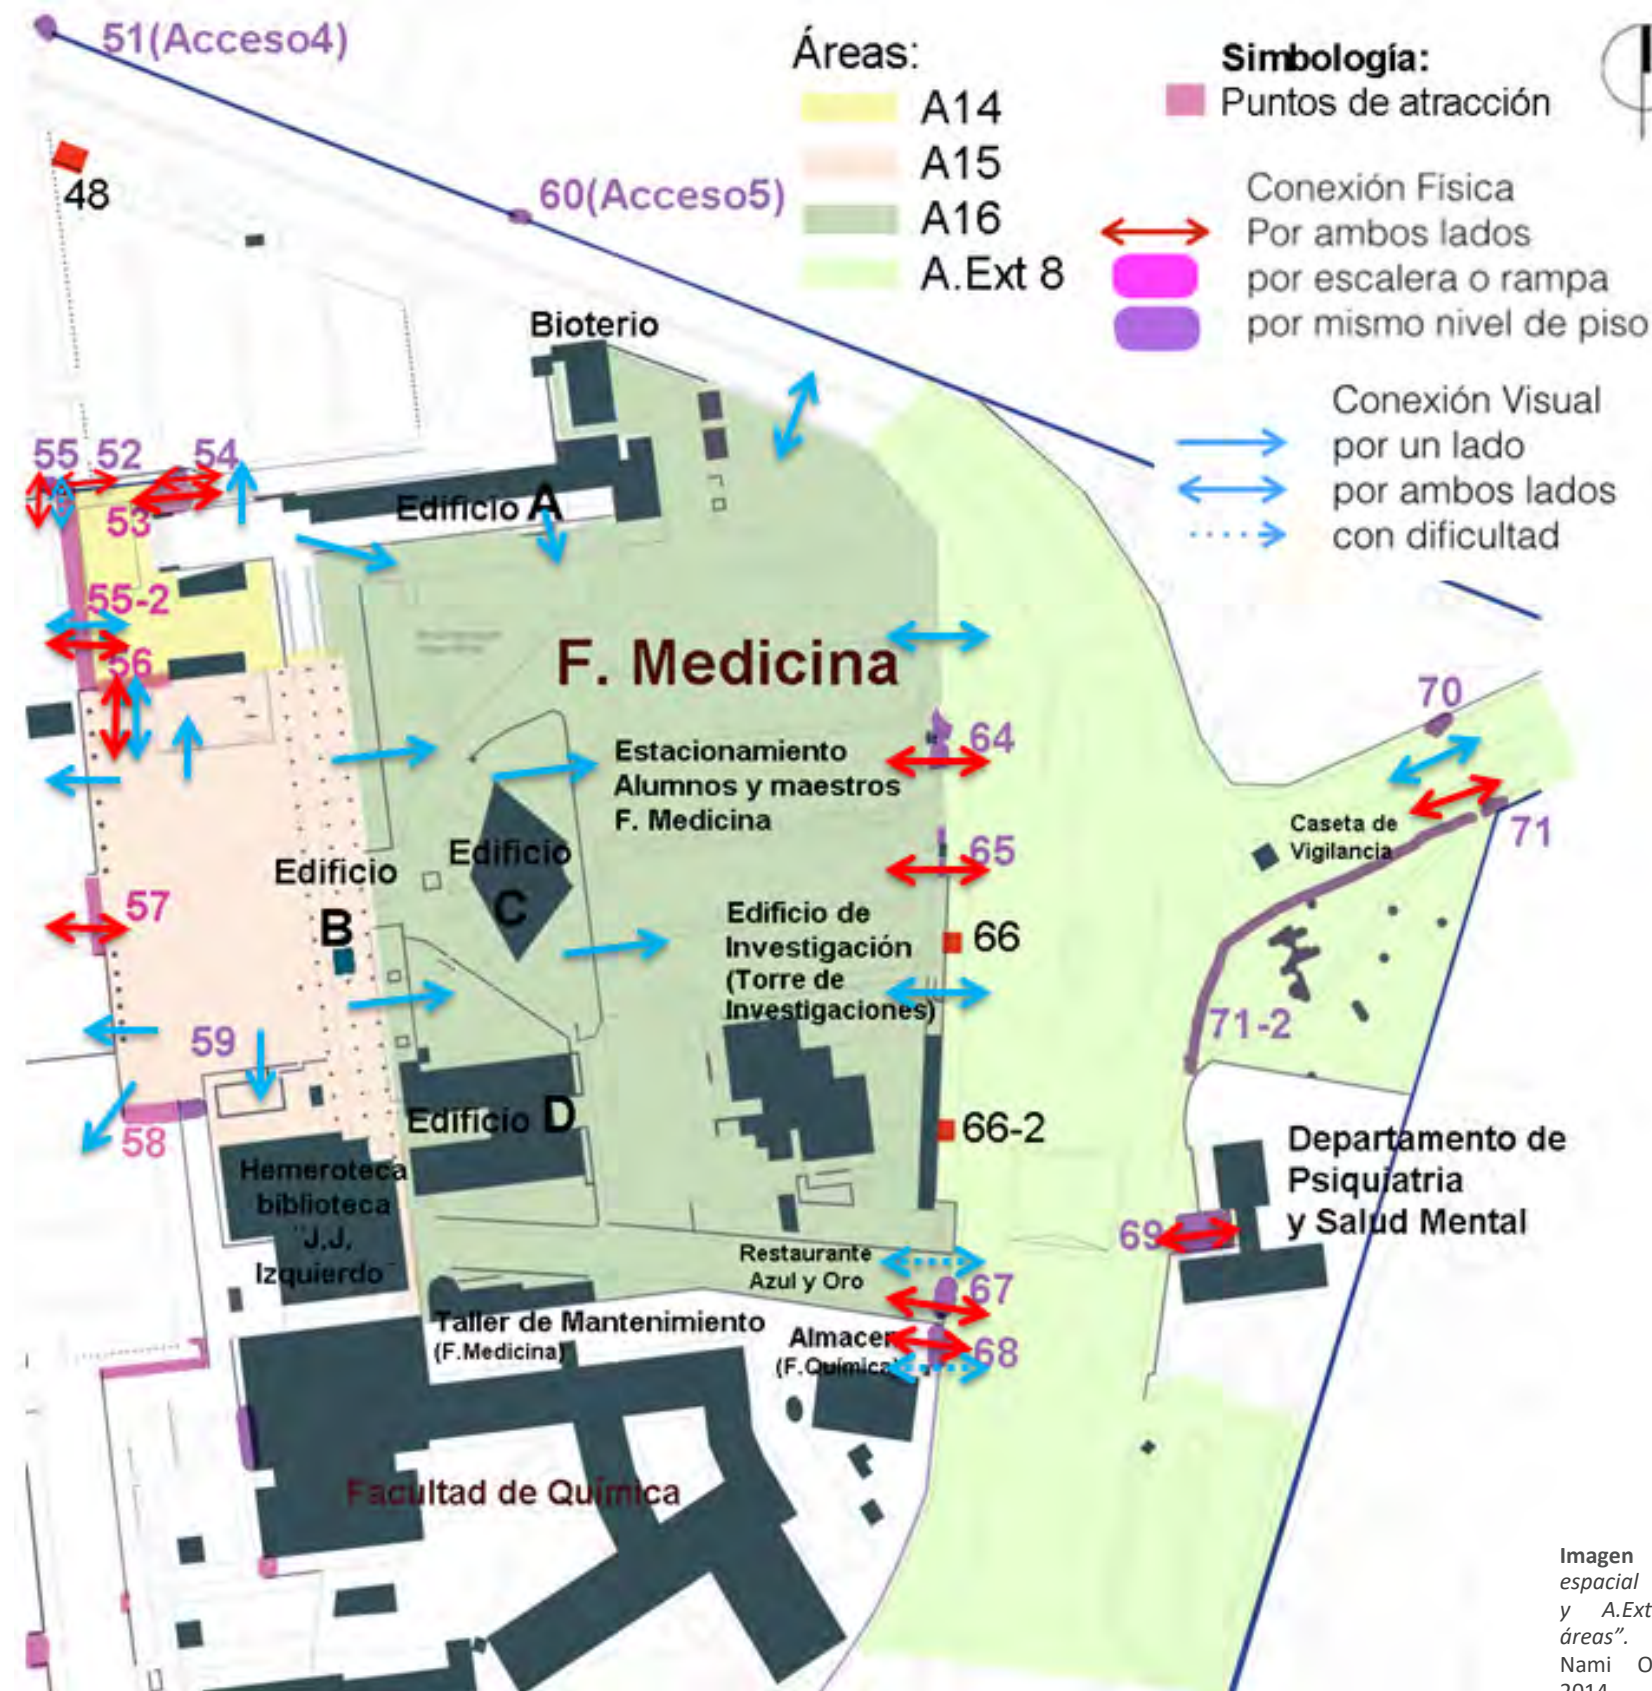 51(Acceso4)
48
60(Acceso5)
Áreas:
A14
A15
A16
A.Ext 8
Simbología:
Puntos de atracción
Conexión Física
Por ambos lados
por escalera o rampa
por mismo nivel de piso
Conexión Visual
por un lado
por ambos lados
con dificultad
Bioterio
55
52
54
53
Edificio A
55-2
56
F. Medicina
Estacionamiento
Alumnos y maestros
F. Medicina
64
65
70
71
Caseta de
Vigilancia
Edificio
B
Edificio
C
57
Edificio de
Investigación
(Torre de
Investigaciones)
66
71-2
59
58
Edificio D
66-2
Hemeroteca
biblioteca
¨J.J.
Izquierdo¨
Departamento de
Psiquiatria
y Salud Mental
69
Restaurante
Azul y Oro
67
Taller de Mantenimiento
(F.Medicina)
Almacen
(F.Química)
68
Facultad de Química
Imagen
espacial
y A.Ext
áreas”.
Nami O
2014